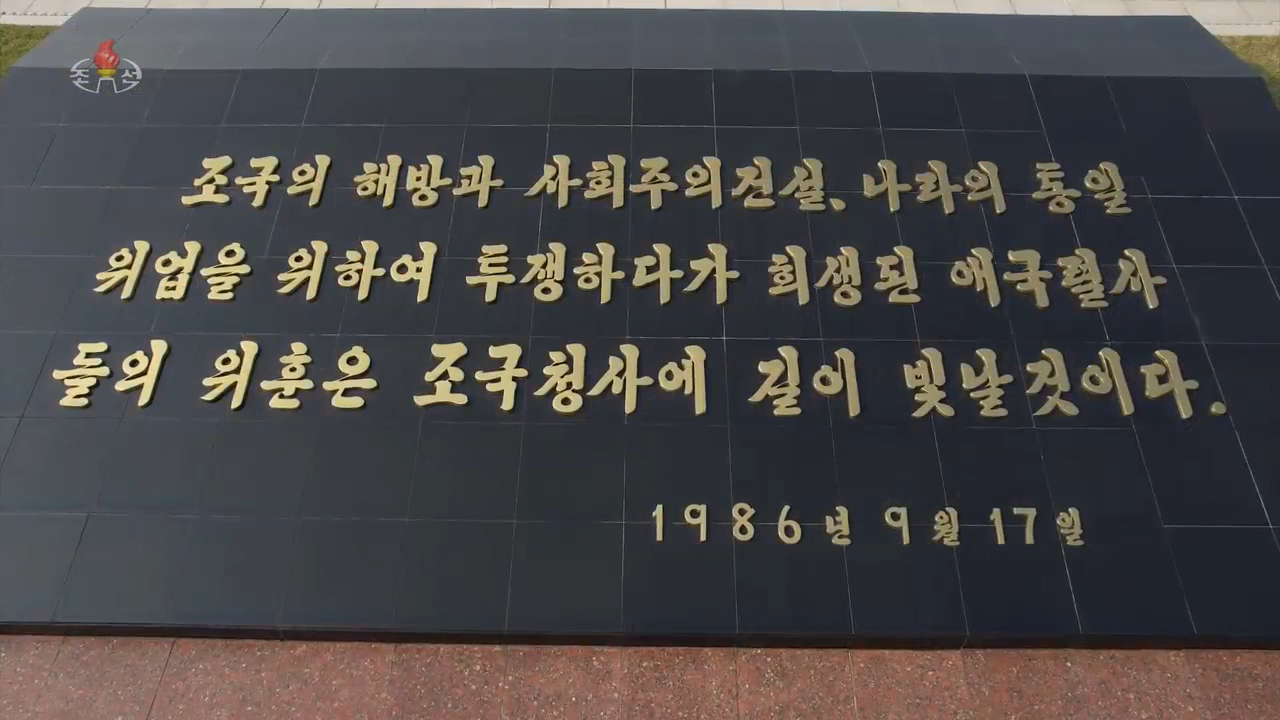 조선
조국의 해방과 사회주의건설, 나라의 통일
위업을 위하여 투쟁하다가 희생된 애국렬사
들의 위훈은 조국청사에 길이 빛날것이다.
1986년 9월 17일